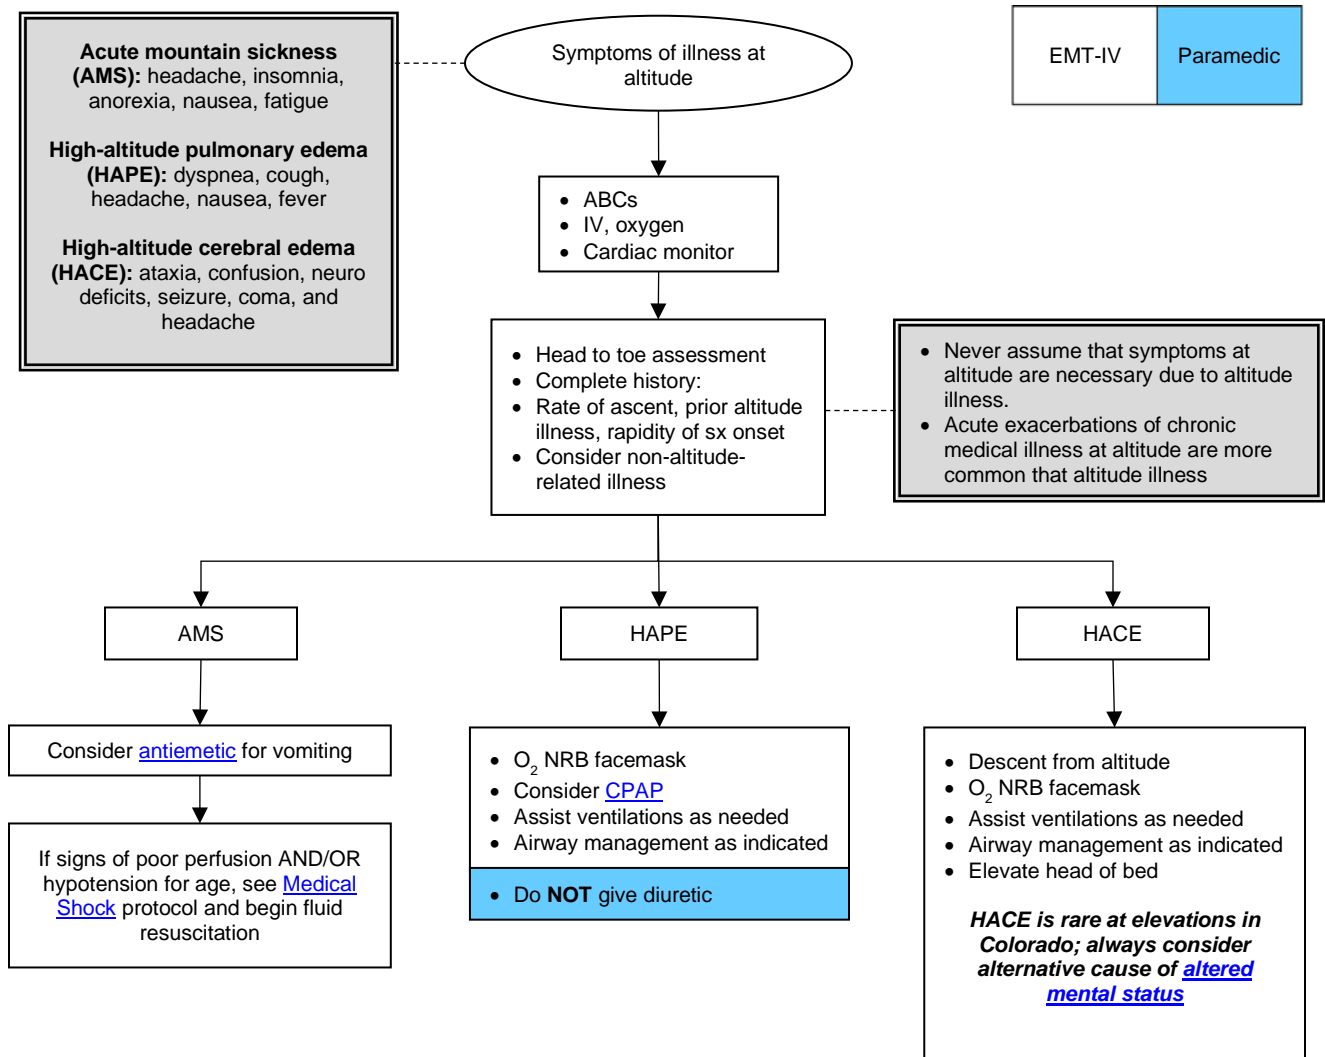 Acute mountain sickness
(AMS): headache, insomnia,
anorexia, nausea, fatigue
High-altitude pulmonary edema
(HAPE): dyspnea, cough,
headache, nausea, fever
High-altitude cerebral edema
(HACE): ataxia, confusion, neuro
deficits, seizure, coma, and
headache
Symptoms of illness at
altitude
EMT-IV
Paramedic
• ABCs
• IV, oxygen
• Cardiac monitor
• Head to toe assessment
• Complete history:
• Rate of ascent, prior altitude
illness, rapidity of sx onset
• Consider non-altitude-
related illness
• Never assume that symptoms at
altitude are necessary due to altitude
illness.
• Acute exacerbations of chronic
medical illness at altitude are more
common that altitude illness
AMS
HAPE
HACE
Consider antiemetic for vomiting
If signs of poor perfusion AND/OR
hypotension for age, see Medical
Shock protocol and begin fluid
resuscitation
• O2 NRB facemask
• Consider CPAP
• Assist ventilations as needed
• Airway management as indicated
• Do NOT give diuretic
• Descent from altitude
• O2 NRB facemask
• Assist ventilations as needed
• Airway management as indicated
• Elevate head of bed
HACE is rare at elevations in
Colorado; always consider
alternative cause of altered
mental status